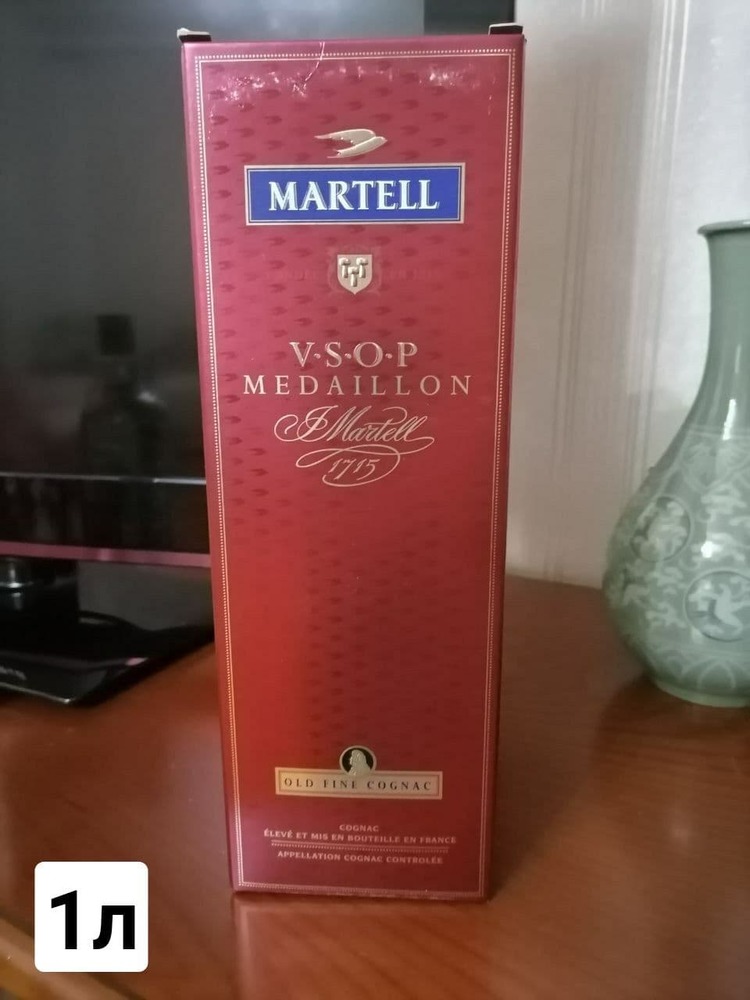 MARTELL
V·S·O·P
MEDAILLON
J Martell
1715
OLD FINE COGNAC
COGNAC
ÉLEVÉ ET MIS EN BOUTEILLE EN FRANCE
APPELLATION COGNAC CONTROLÉE
1л